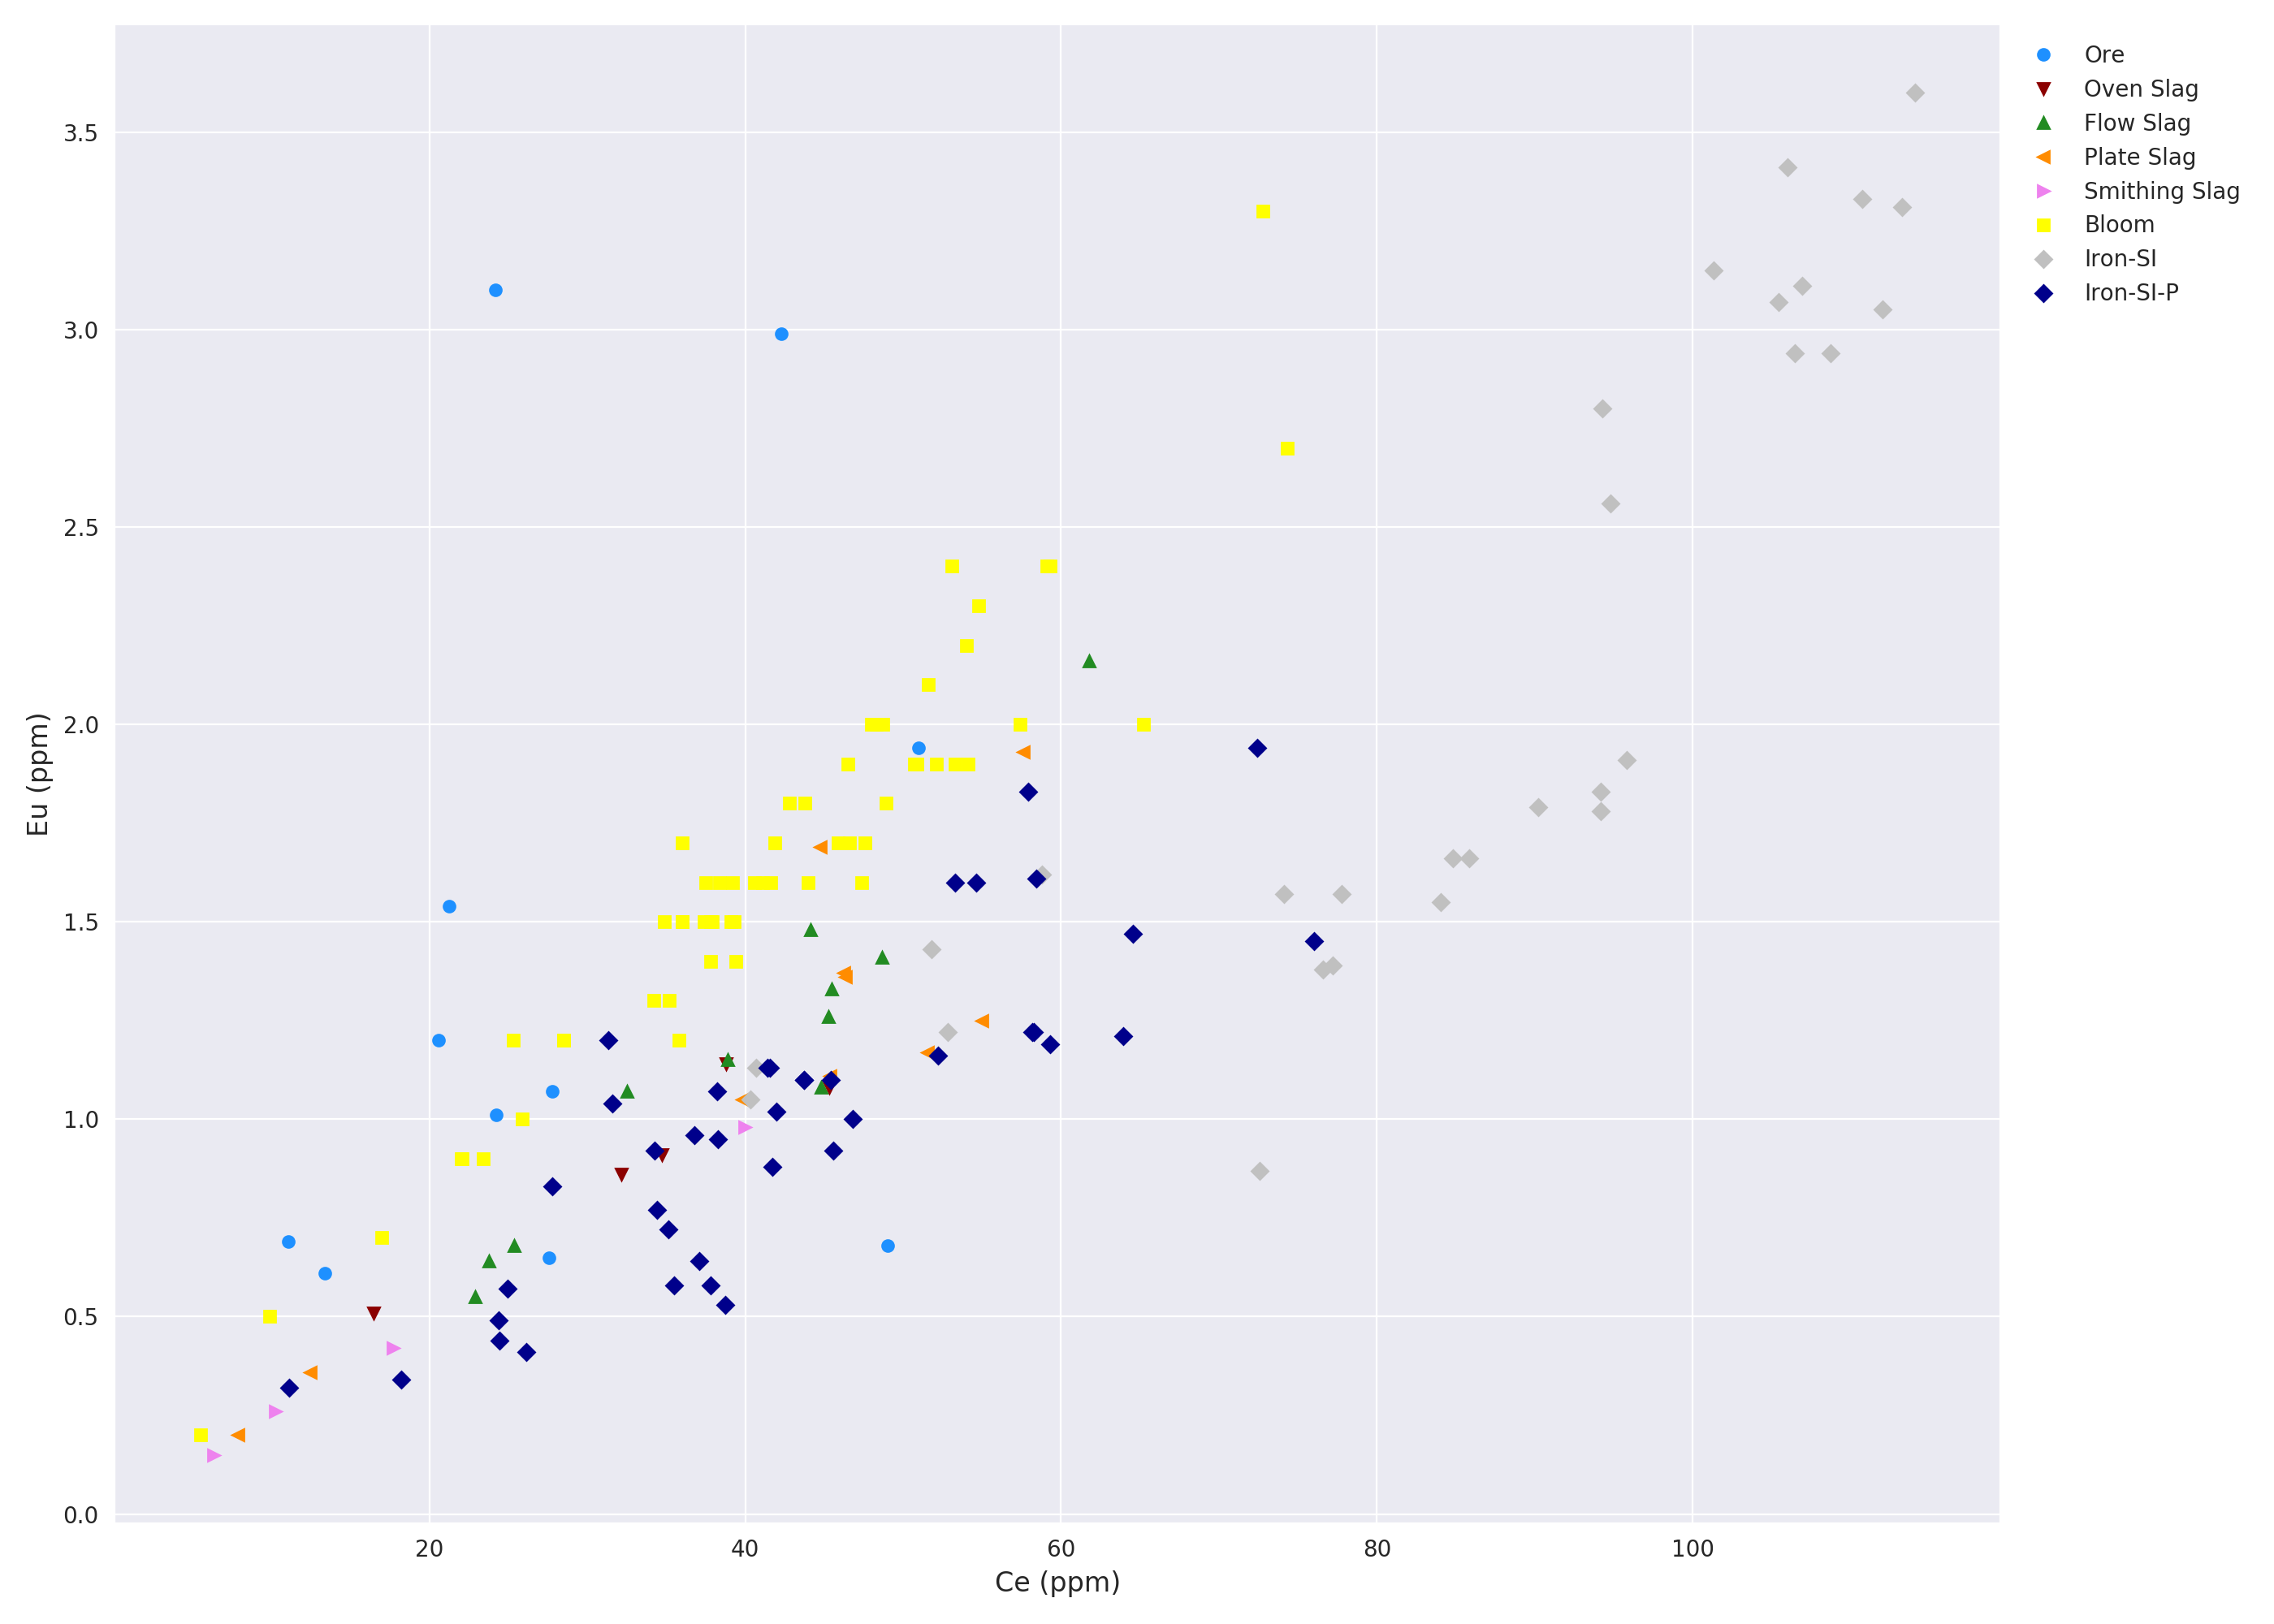 Ore
Oven Slag
Flow Slag
Plate Slag
Smithing Slag
Bloom
Iron-SI
Iron-SI-P
3.5
3.0
2.5
2.0
1.5
1.0
0.5
0.0
Eu (ppm)
20 40 60 80 100
Ce (ppm)